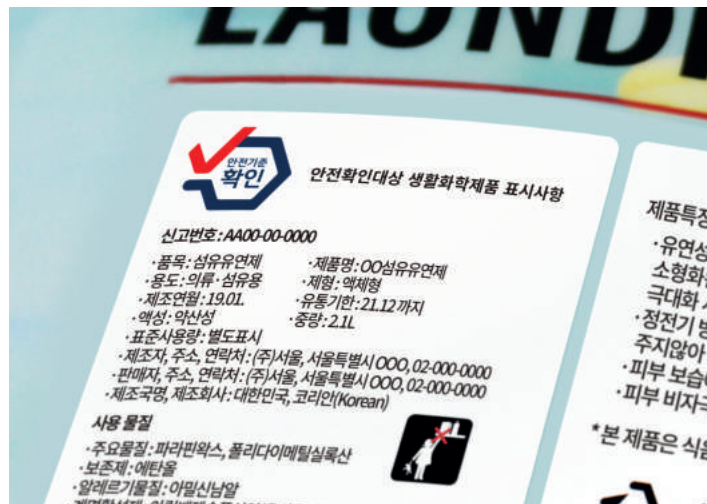 LAUND
안전기준
확인
안전확인대상 생활화학제품 표시사항
신고번호 : AA00-00-0000
·품목 : 섬유유연제
·제품명 : OO섬유유연제
·용도 : 의류·섬유용
·제형 : 액체형
·제조연월 : 19.01.
·유통기한 : 21.12 까지
·액성 : 약산성
·중량 : 2.1L
·표준사용량 : 별도표시
·제조자, 주소, 연락처 : (주)서울, 서울특별시 OOO, 02-000-0000
·판매자, 주소, 연락처 : (주)서울, 서울특별시 OOO, 02-000-0000
·제조국명, 제조회사 : 대한민국, 코리안(Korean)
사용 물질
·주요물질 : 파라핀왁스, 폴리다이메틸실록산
·보존제 : 에탄올
·알레르기물질 : 아밀신남알
제품특징
·유연성
소형화
극대화
·정전기 방
주지않아
·피부 보습
·피부 비자극
*본 제품은 식